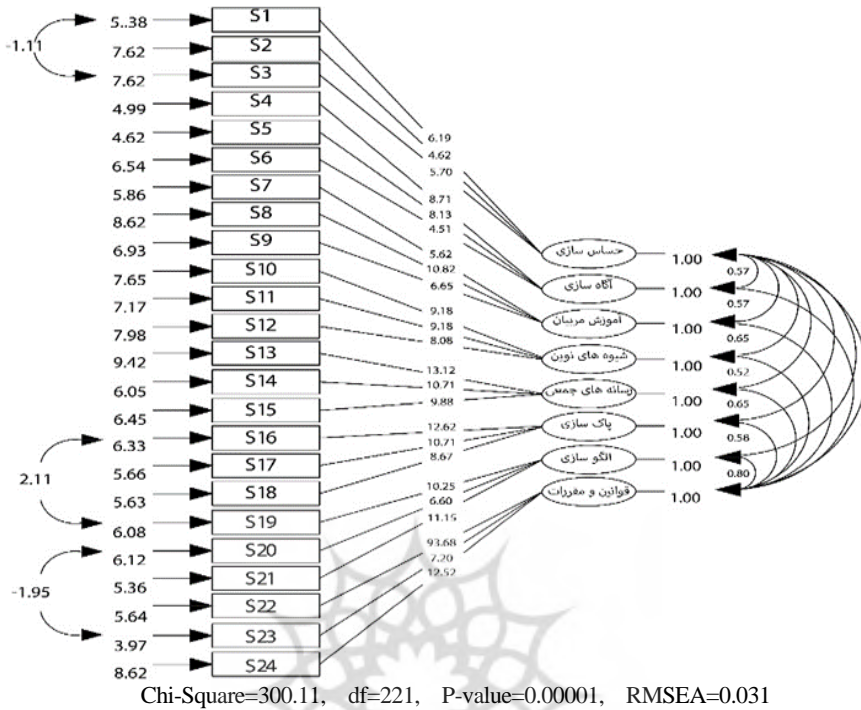 5..38 S1
-1.11
7.62 S2
7.62 S3
4.99 S4
4.62 S5
6.54 S6
5.86 S7
8.62 S8
6.93 S9
7.65 S10
7.17 S11
7.98 S12
9.42 S13
6.05 S14
6.45 S15
6.33 S16
2.11
5.66 S17
5.63 S18
6.08 S19
6.12 S20
5.36 S21
-1.95
5.64 S22
3.97 S23
8.62 S24
6.19
4.62
5.70
8.71
8.13
4.51
5.62
10.82
6.65
9.18
9.18
8.08
13.12
10.71
9.88
12.62
10.71
8.67
10.25
6.60
11.15
93.68
7.20
12.52
حساس سازی 1.00
آگاه سازی 1.00
آموزش مربیان 1.00
شیوه های نوین 1.00
رسانه های جمعی 1.00
پاک سازی 1.00
الگو سازی 1.00
قوانین و مقررات 1.00
0.57
0.57
0.65
0.52
0.65
0.58
0.80
Chi-Square=300.11, df=221, P-value=0.00001, RMSEA=0.031